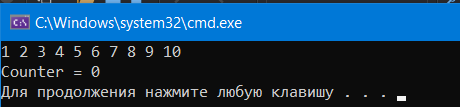 C:\Windows\system32\cmd.exe
1 2 3 4 5 6 7 8 9 10
Counter = 0
Для продолжения нажмите любую клавишу . . .